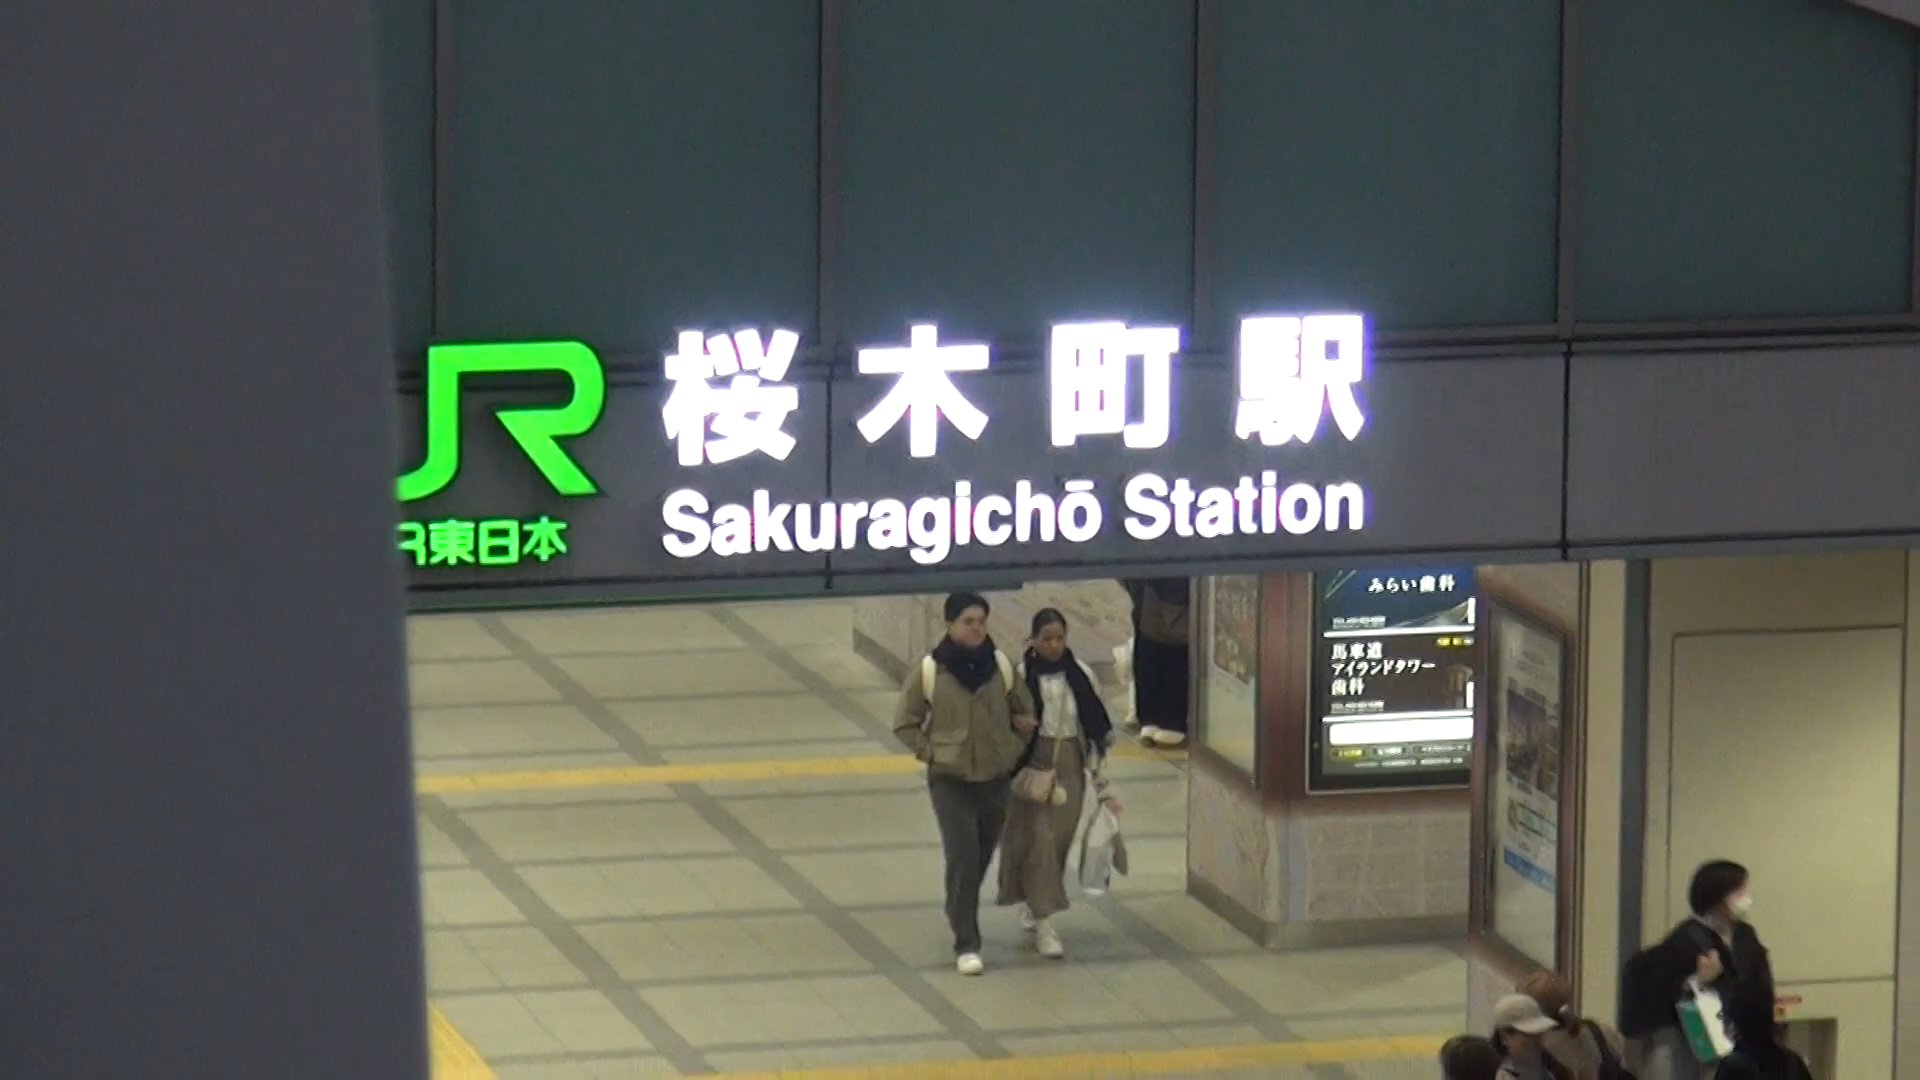 JR
JR東日本
桜木町駅
Sakuragichō Station
みらい歯科
馬車道
アイランドタワー
歯科